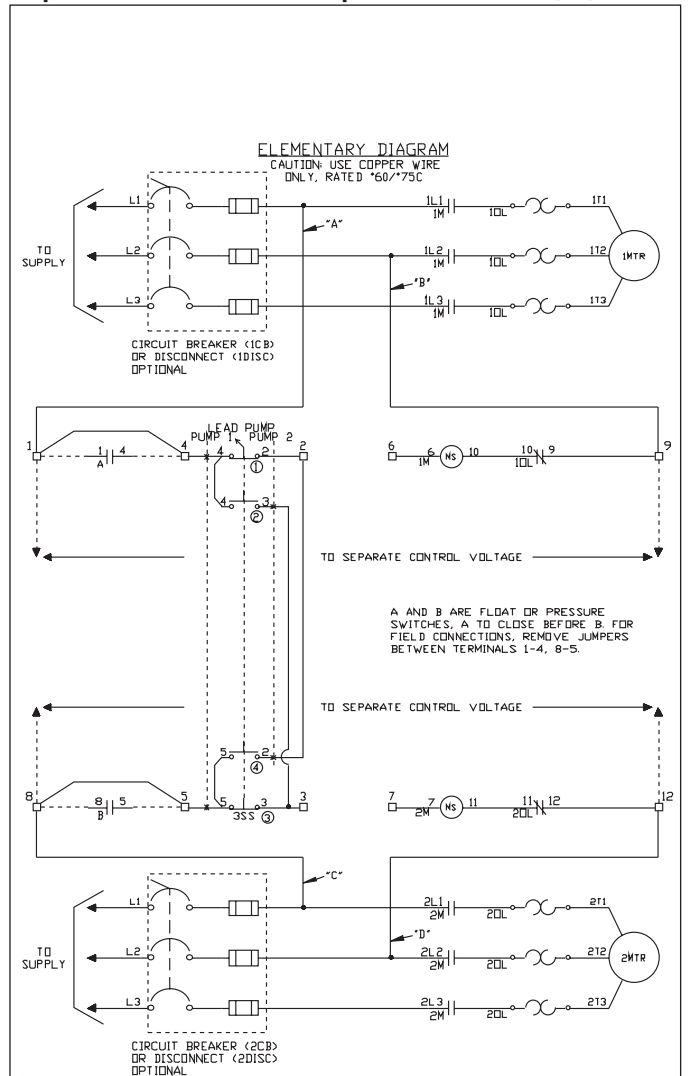 ELEMENTARY DIAGRAM
CAUTION: USE COPPER WIRE
ONLY, RATED °60/°75C
L1
1L1
1M
1OL
1T1
"A"
TO
SUPPLY
L2
1L2
1M
1OL
1T2
1MTR
"B"
L3
1L3
1M
1OL
1T3
CIRCUIT BREAKER (1CB)
OR DISCONNECT (1DISC)
OPTIONAL
LEAD PUMP
PUMP 1 PUMP 2
1
1 4
A
4
4 2
1
2
6
6
1M
NS
10
10 9
1OL
9
4 3
2
TO SEPARATE CONTROL VOLTAGE
A AND B ARE FLOAT OR PRESSURE
SWITCHES, A TO CLOSE BEFORE B. FOR
FIELD CONNECTIONS, REMOVE JUMPERS
BETWEEN TERMINALS 1-4, 8-5.
TO SEPARATE CONTROL VOLTAGE
5 2
4
8
8 5
B
5
5 3
3SS
3
3
7
7
2M
NS
11
11 12
2OL
12
"C"
L1
2L1
2M
2OL
2T1
"D"
TO
SUPPLY
L2
2L2
2M
2OL
2T2
2MTR
L3
2L3
2M
2OL
2T3
CIRCUIT BREAKER (2CB)
OR DISCONNECT (2DISC)
OPTIONAL